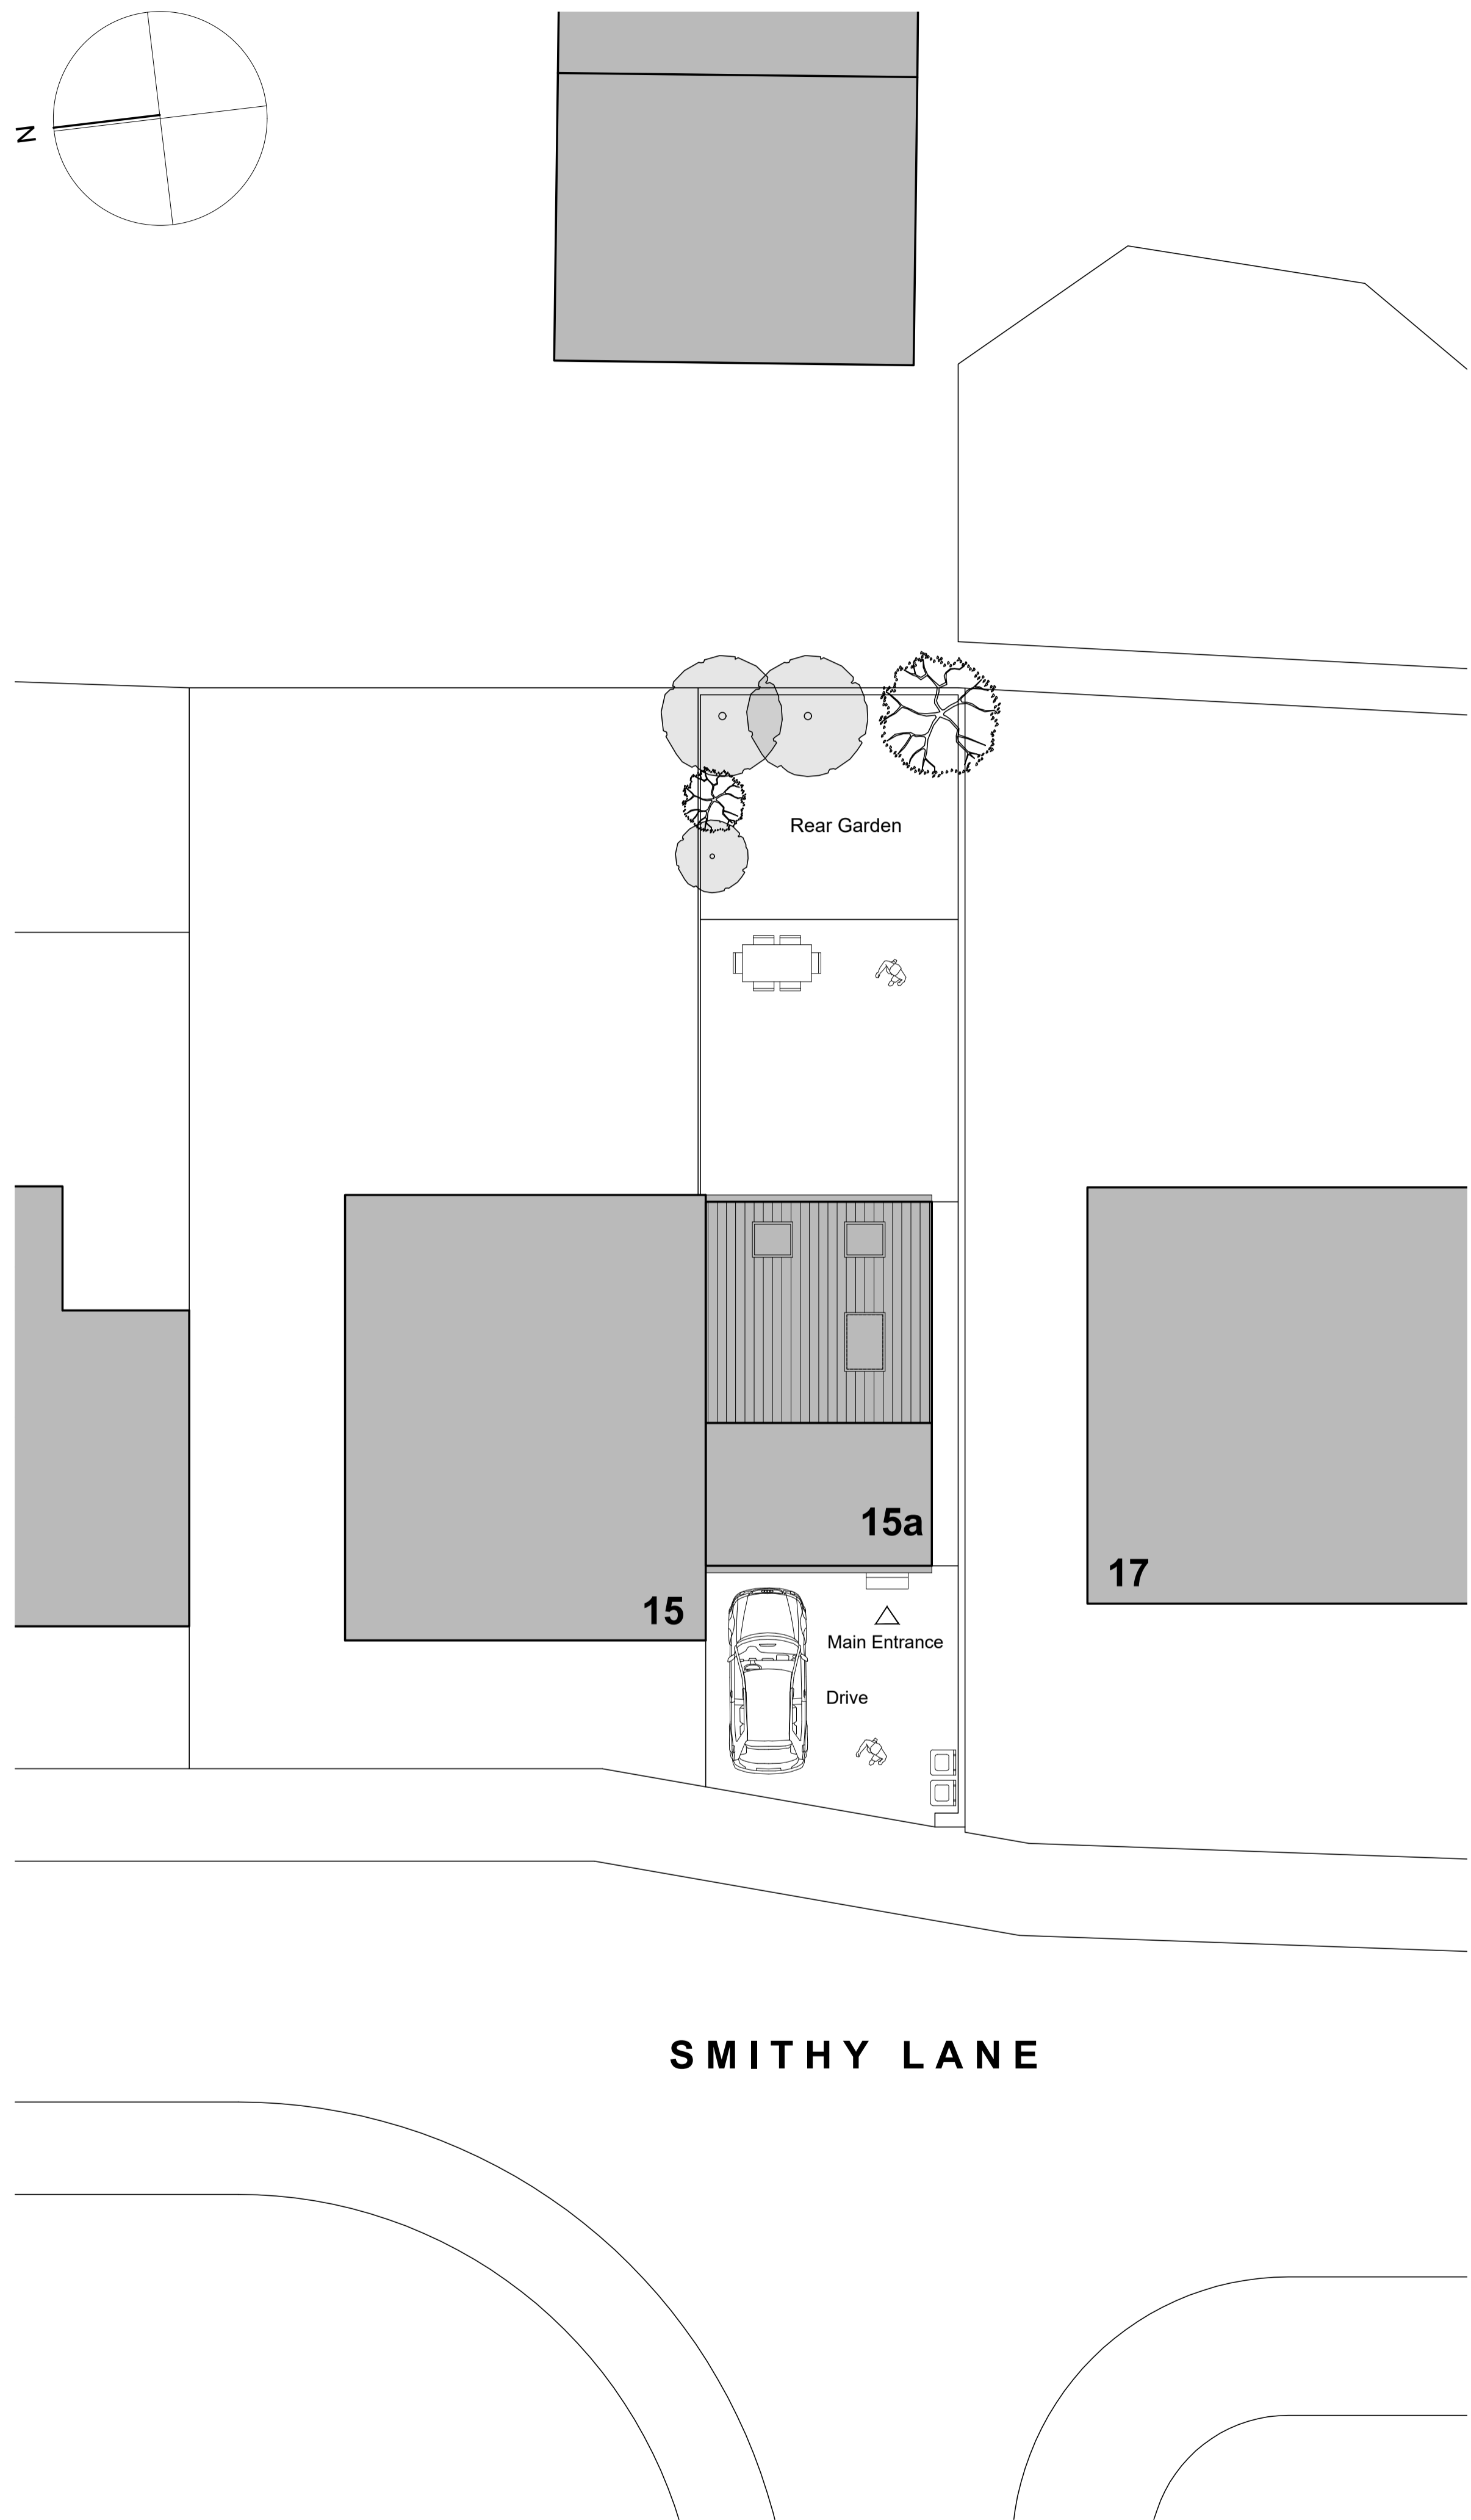 N
Rear Garden
15a
17
15
Main Entrance
Drive
SMITHY LANE